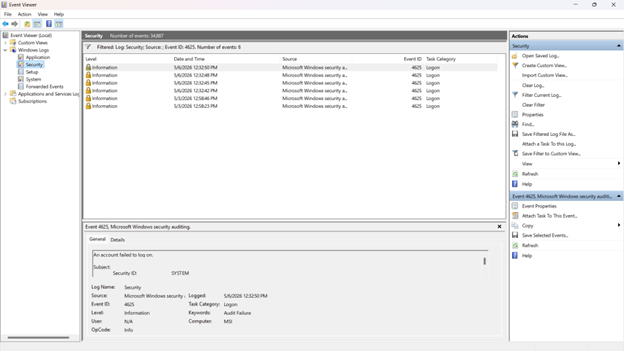 Event Viewer
File Action View Help
Event Viewer (Local)
Custom Views
Windows Logs
Application
Security
Setup
System
Forwarded Events
Applications and Services Log
Subscriptions
Security Number of events: 34,887
Filtered: Log: Security; Source: ; Event ID: 4625. Number of events: 6
Level Date and Time Source Event ID Task Category
Information 5/6/2026 12:32:50 PM Microsoft Windows security a... 4625 Logon
Information 5/6/2026 12:32:48 PM Microsoft Windows security a... 4625 Logon
Information 5/6/2026 12:32:45 PM Microsoft Windows security a... 4625 Logon
Information 5/6/2026 12:32:42 PM Microsoft Windows security a... 4625 Logon
Information 5/3/2026 12:58:46 PM Microsoft Windows security a... 4625 Logon
Information 5/3/2026 12:58:23 PM Microsoft Windows security a... 4625 Logon
Event 4625, Microsoft Windows security auditing.
General Details
An account failed to log on.
Subject:
Security ID: SYSTEM
Log Name: Security
Source: Microsoft Windows security a Logged: 5/6/2026 12:32:50 PM
Event ID: 4625 Task Category: Logon
Level: Information Keywords: Audit Failure
User: N/A Computer: MSI
OpCode: Info
Actions
Security
Open Saved Log...
Create Custom View...
Import Custom View...
Clear Log...
Filter Current Log...
Clear Filter
Properties
Find...
Save Filtered Log File As...
Attach a Task To this Log...
Save Filter to Custom View...
View
Refresh
Help
Event 4625, Microsoft Windows security auditi...
Event Properties
Attach Task To This Event...
Copy
Save Selected Events...
Refresh
Help